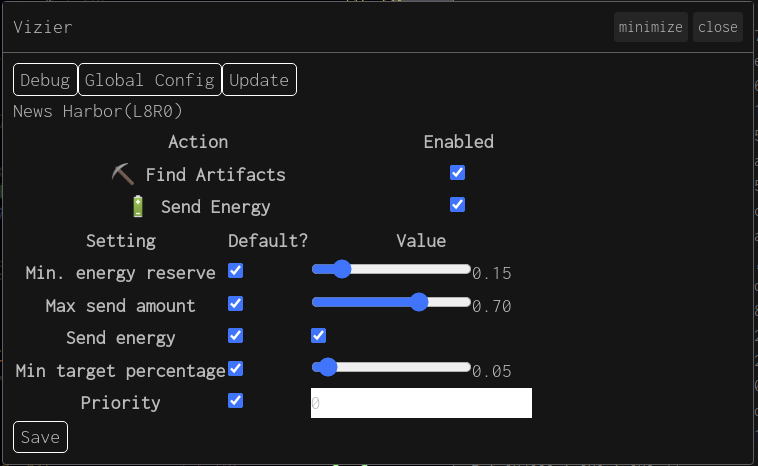 Vizier minimize close
Debug Global Config Update
News Harbor(L8R0)
Action Enabled
Find Artifacts
Send Energy
Setting Default? Value
Min. energy reserve 0.15
Max send amount 0.70
Send energy
Min target percentage 0.05
Priority 0
Save